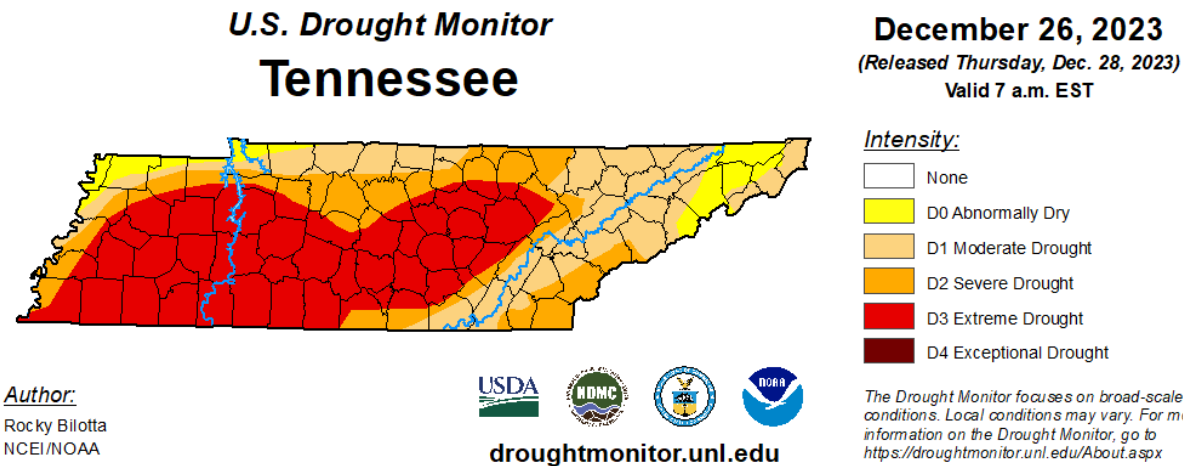 U.S. Drought Monitor
Tennessee
December 26, 2023
(Released Thursday, Dec. 28, 2023)
Valid 7 a.m. EST
Intensity:
None
D0 Abnormally Dry
D1 Moderate Drought
D2 Severe Drought
D3 Extreme Drought
D4 Exceptional Drought
Author:
Rocky Bilotta
NCEI/NOAA
USDA
NDMC
NOAA
droughtmonitor.unl.edu
The Drought Monitor focuses on broad-scale
conditions. Local conditions may vary. For mo
information on the Drought Monitor, go to
https://droughtmonitor.unl.edu/About.aspx